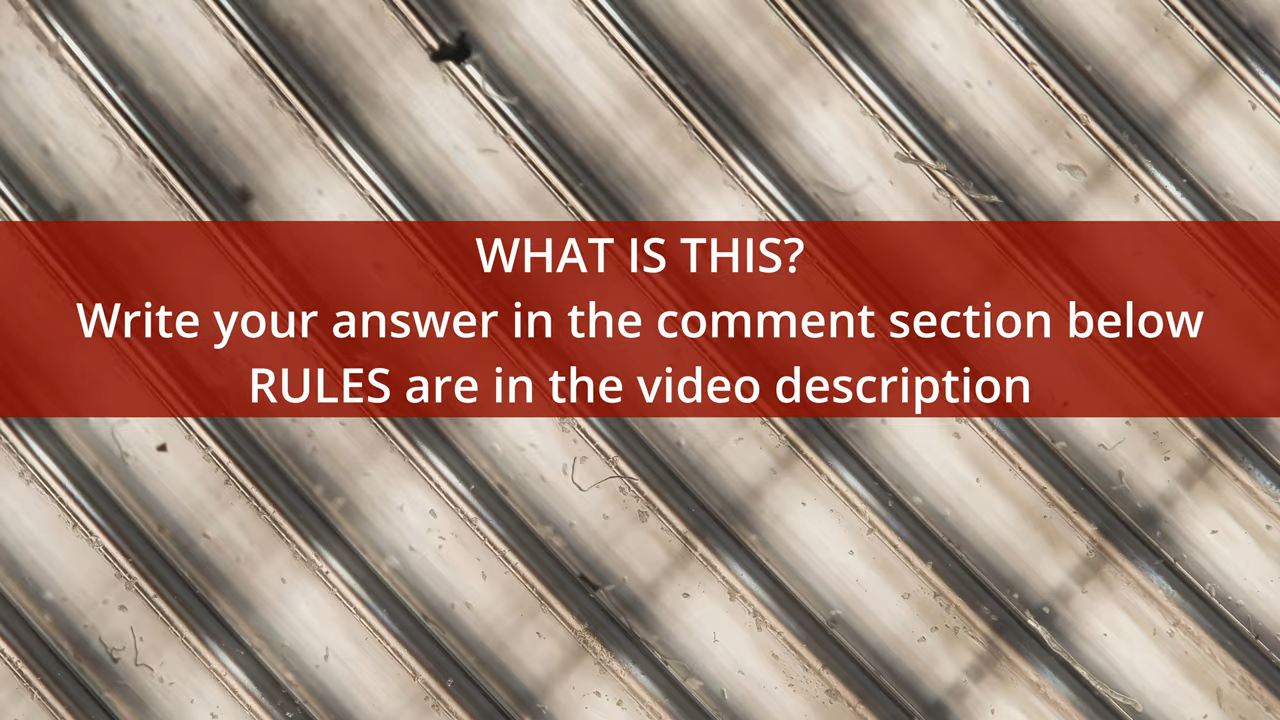 WHAT IS THIS?
Write your answer in the comment section below
RULES are in the video description